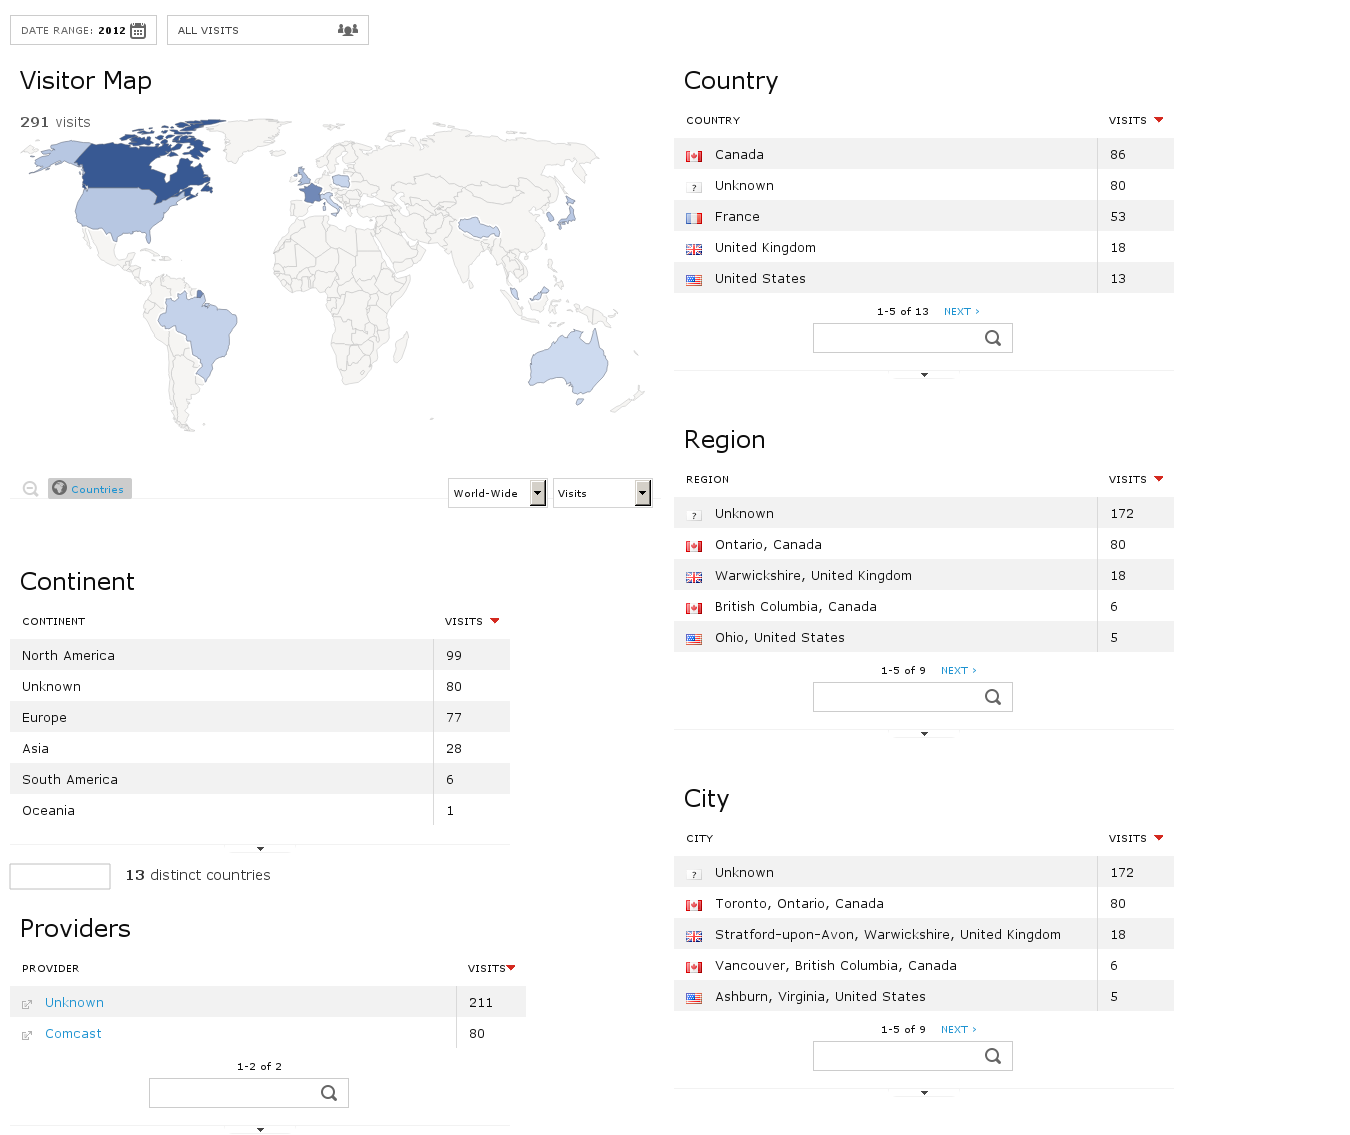 DATE RANGE: 2012
ALL VISITS
Visitor Map
291 visits
World-Wide
Visits
Countries
Continent
CONTINENT VISITS
North America 99
Unknown 80
Europe 77
Asia 28
South America 6
Oceania 1
13 distinct countries
Providers
PROVIDER VISITS
Unknown 211
Comcast 80
1-2 of 2
Country
COUNTRY VISITS
Canada 86
? Unknown 80
France 53
United Kingdom 18
United States 13
1-5 of 13 NEXT ›
Region
REGION VISITS
? Unknown 172
Ontario, Canada 80
Warwickshire, United Kingdom 18
British Columbia, Canada 6
Ohio, United States 5
1-5 of 9 NEXT ›
City
CITY VISITS
? Unknown 172
Toronto, Ontario, Canada 80
Stratford-upon-Avon, Warwickshire, United Kingdom 18
Vancouver, British Columbia, Canada 6
Ashburn, Virginia, United States 5
1-5 of 9 NEXT ›